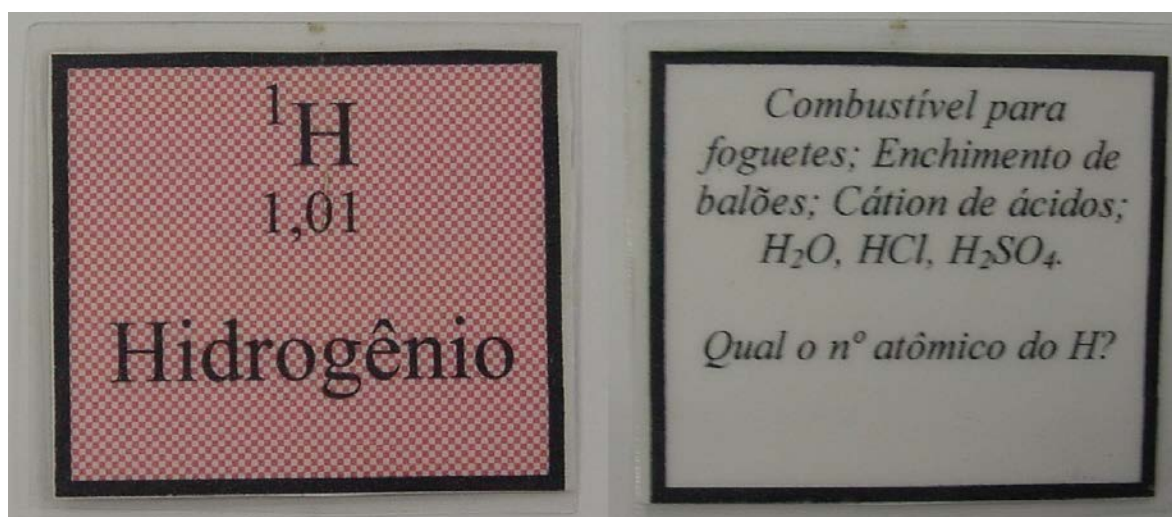 ¹H
1,01
Hidrogênio
Combustível para
foguetes; Enchimento de
balões; Cátion de ácidos;
H₂O, HCl, H₂SO₄.
Qual o nº atômico do H?